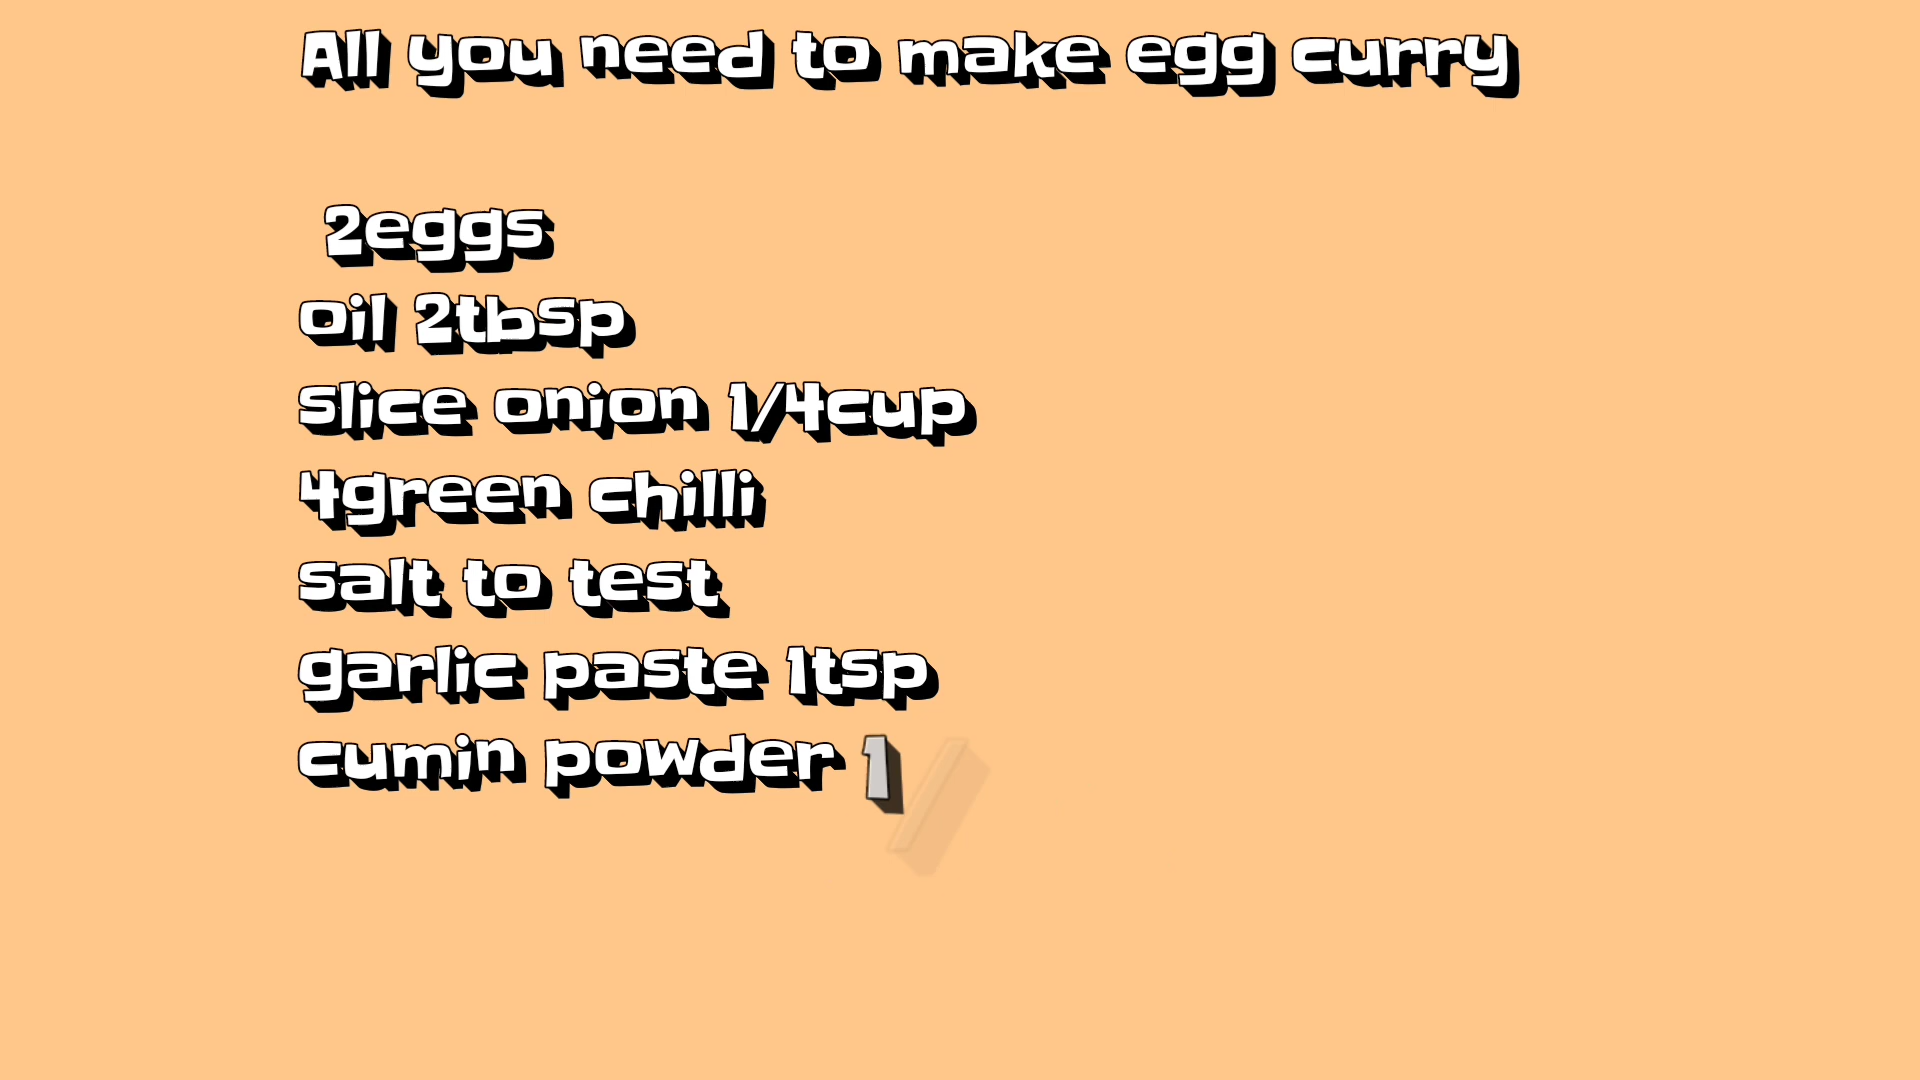 All you need to make egg curry
2eggs
oil 2tbsp
slice onion 1/4cup
4green chilli
salt to test
garlic paste 1tsp
cumin powder 1/